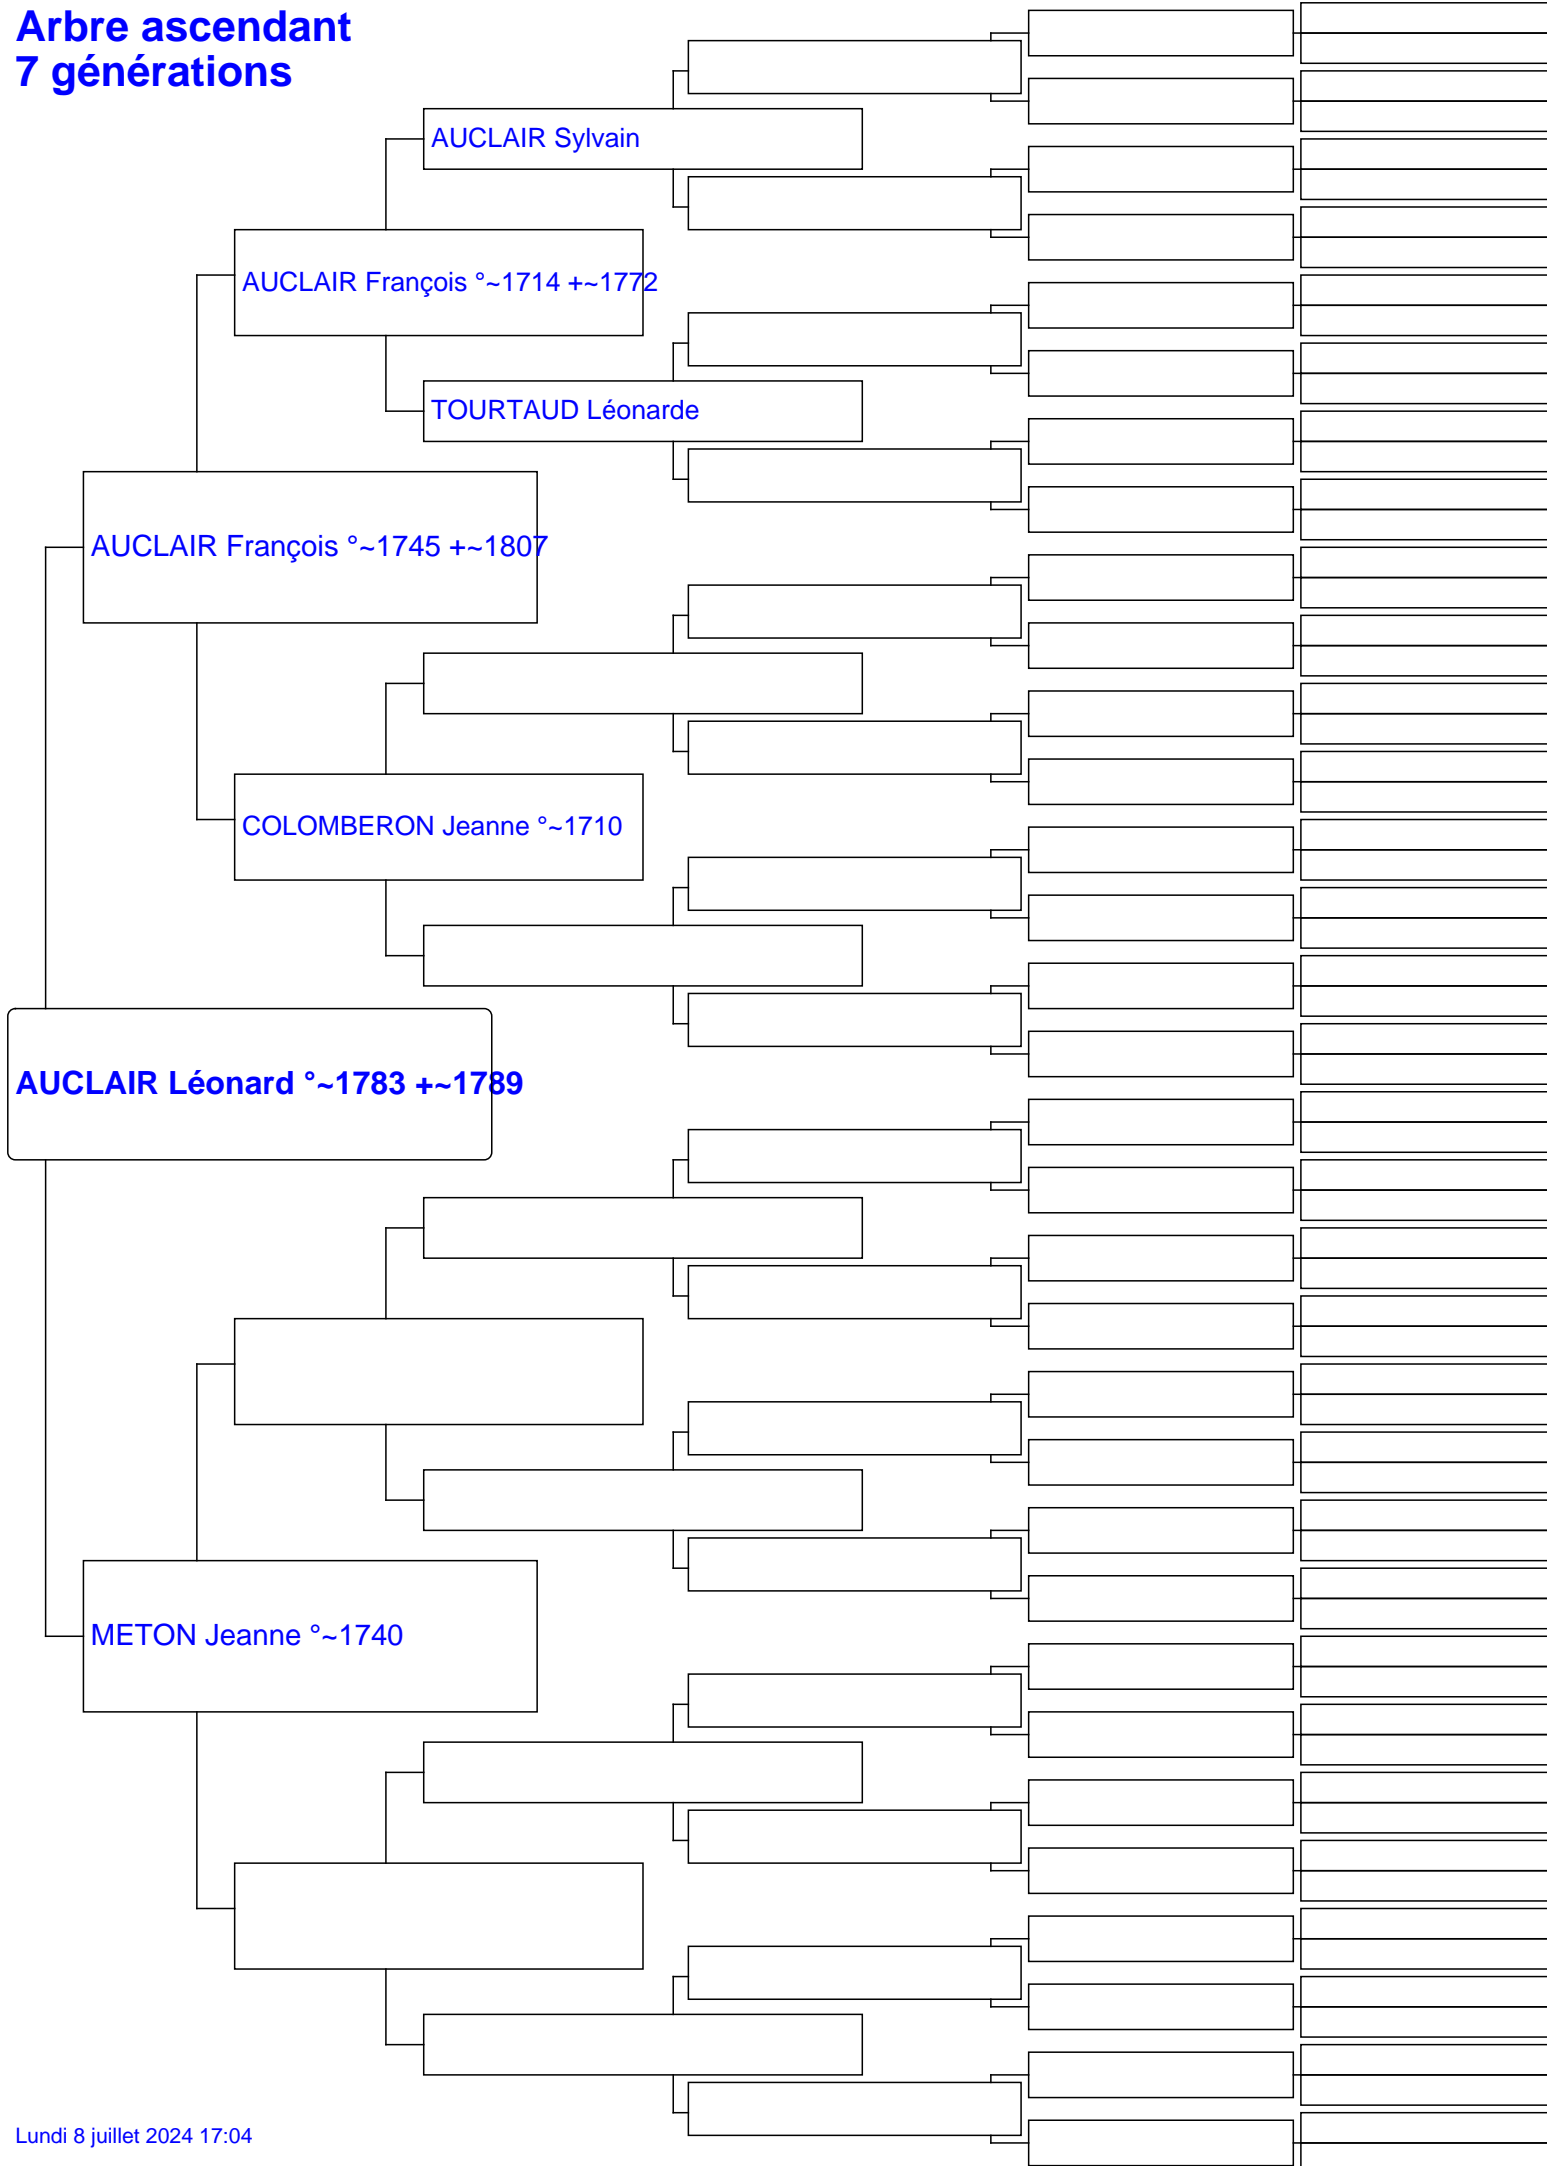 Arbre ascendant
7 générations
AUCLAIR Sylvain
AUCLAIR François °~1714 +~1772
TOURTAUD Léonarde
AUCLAIR François °~1745 +~1807
COLOMBERON Jeanne °~1710
AUCLAIR Léonard °~1783 +~1789
METON Jeanne °~1740
Lundi 8 juillet 2024 17:04